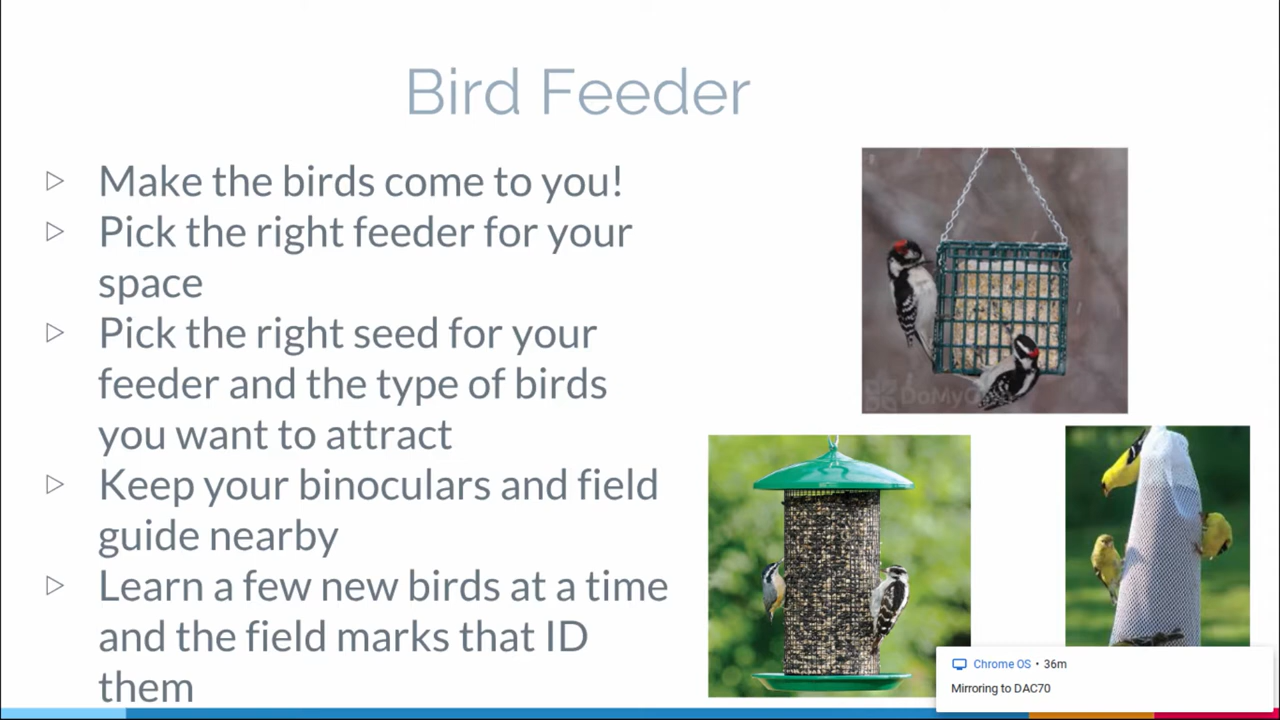 Bird Feeder
▷ Make the birds come to you!
▷ Pick the right feeder for your
space
▷ Pick the right seed for your
feeder and the type of birds
you want to attract
▷ Keep your binoculars and field
guide nearby
▷ Learn a few new birds at a time
and the field marks that ID
them
Chrome OS • 36m
Mirroring to DAC70